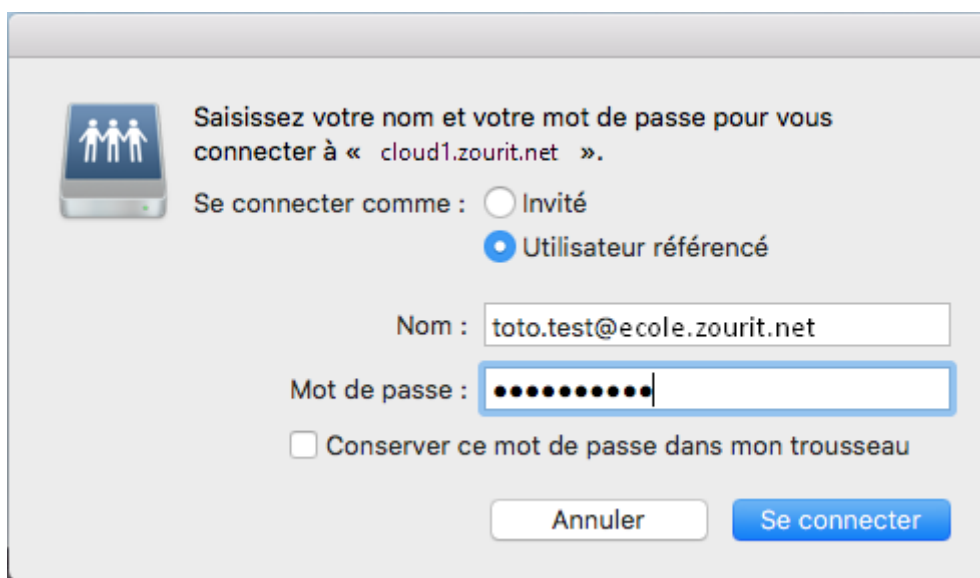 Saisissez votre nom et votre mot de passe pour vous
connecter à « cloud1.zourit.net ».
Se connecter comme : Invité
Utilisateur référencé
Nom : toto.test@ecole.zourit.net
Mot de passe : ••••••••••
Conserver ce mot de passe dans mon trousseau
Annuler Se connecter